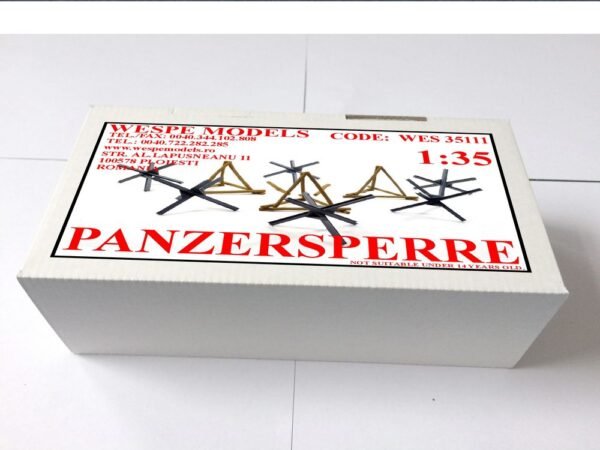 WESPE MODELS CODE: WES 35111
TEL./FAX: 0040.344.102.808
TEL.: 0040.722.282.285
www.wespemodels.ro
1:35
STR. AL.LAPUSNEANU 11
100578 PLOIESTI
ROMANIA
PANZERSPERRE
NOT SUITABLE UNDER 14 YEARS OLD